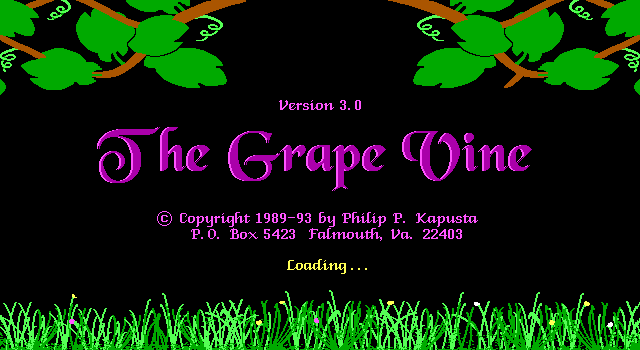 Version 3.0
The Grape Vine
© Copyright 1989-93 by Philip P. Kapusta
P.O. Box 5423 Falmouth, Va. 22403
Loading...